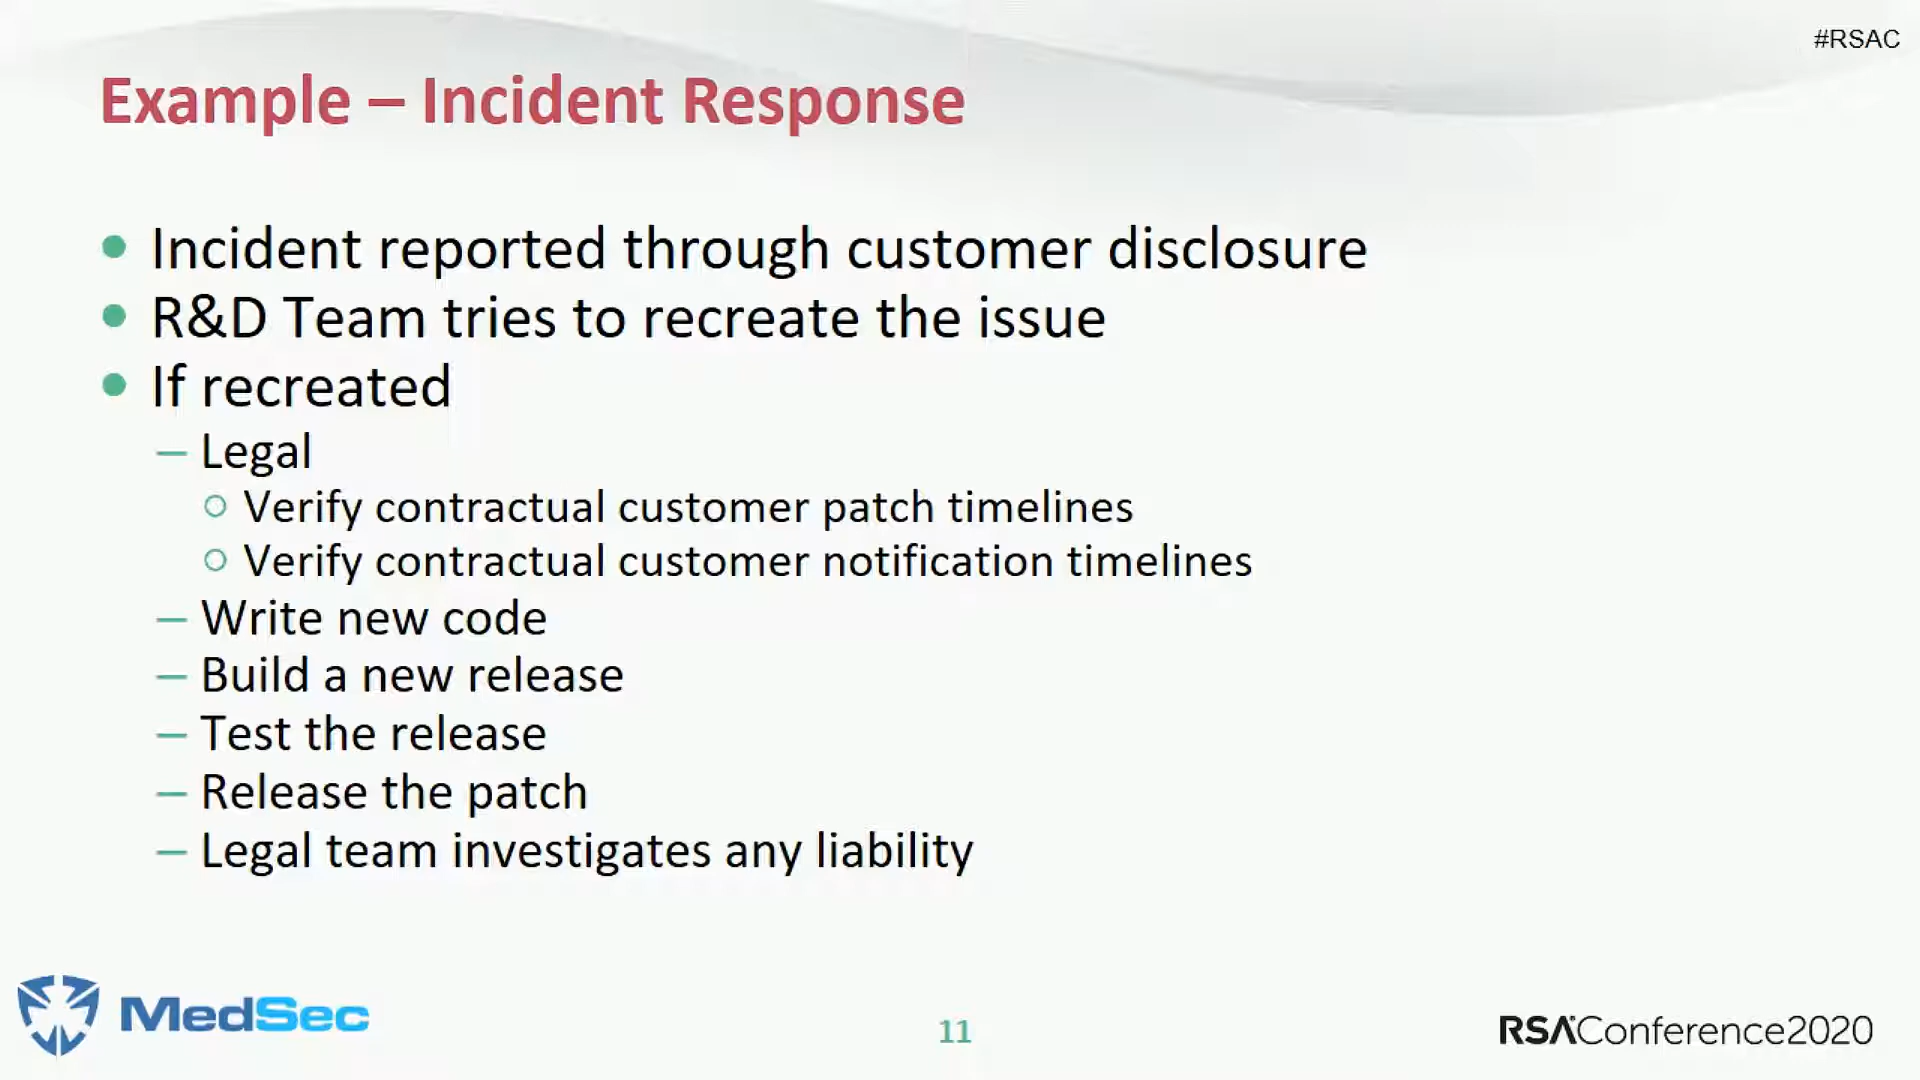 #RSAC
Example – Incident Response
Incident reported through customer disclosure
R&D Team tries to recreate the issue
If recreated
– Legal
Verify contractual customer patch timelines
Verify contractual customer notification timelines
– Write new code
– Build a new release
– Test the release
– Release the patch
– Legal team investigates any liability
MedSec
11
RSAConference2020